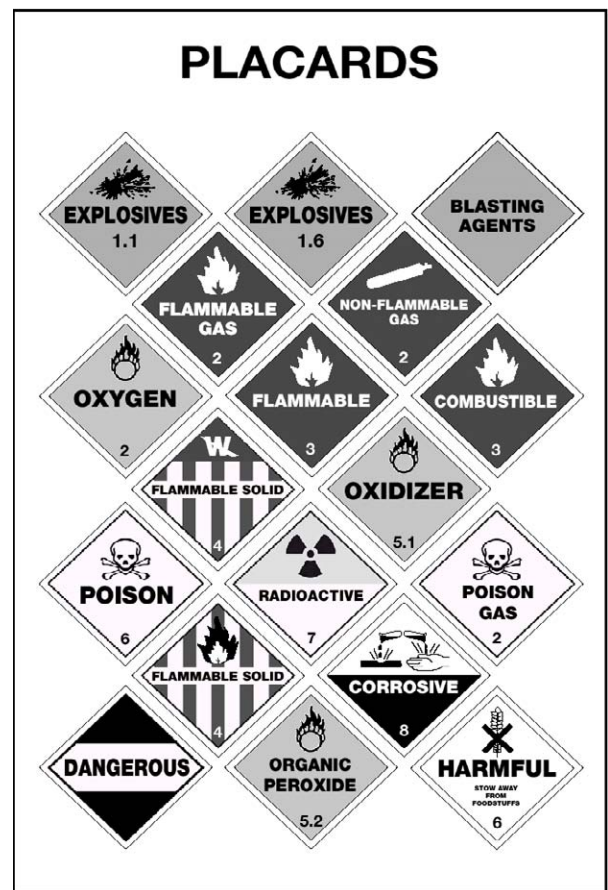 PLACARDS
EXPLOSIVES
1.1
EXPLOSIVES
1.6
BLASTING
AGENTS
FLAMMABLE
GAS
2
NON-FLAMMABLE
GAS
2
OXYGEN
2
FLAMMABLE
3
COMBUSTIBLE
3
W
FLAMMABLE SOLID
4
OXIDIZER
5.1
POISON
6
RADIOACTIVE
7
POISON
GAS
2
FLAMMABLE SOLID
4
CORROSIVE
8
DANGEROUS
ORGANIC
PEROXIDE
5.2
HARMFUL
STOW AWAY
FROM
FOODSTUFFS
6